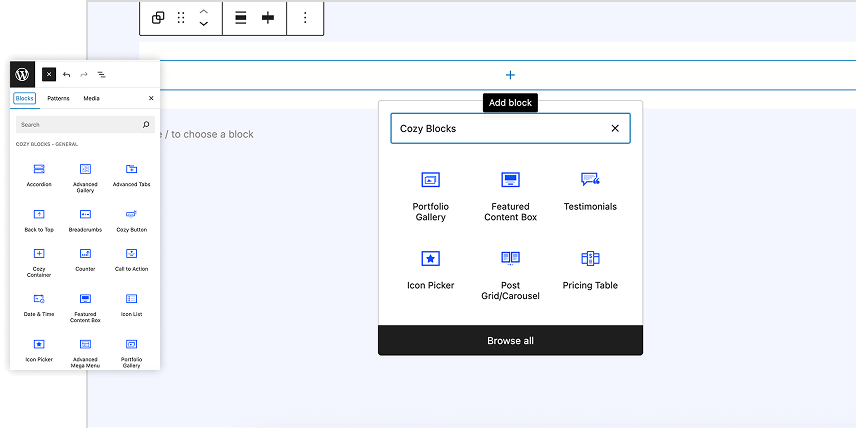 Blocks
Patterns
Media
Search
COZY BLOCKS - GENERAL
Accordion
Advanced
Gallery
Advanced Tabs
Back to Top
Breadcrumbs
Cozy Button
Cozy
Container
Counter
Call to Action
Date & Time
Featured
Content Box
Icon List
Icon Picker
Advanced
Mega Menu
Portfolio
Gallery
/ to choose a block
Add block
Cozy Blocks
Portfolio
Gallery
Featured
Content Box
Testimonials
Icon Picker
Post
Grid/Carousel
Pricing Table
Browse all